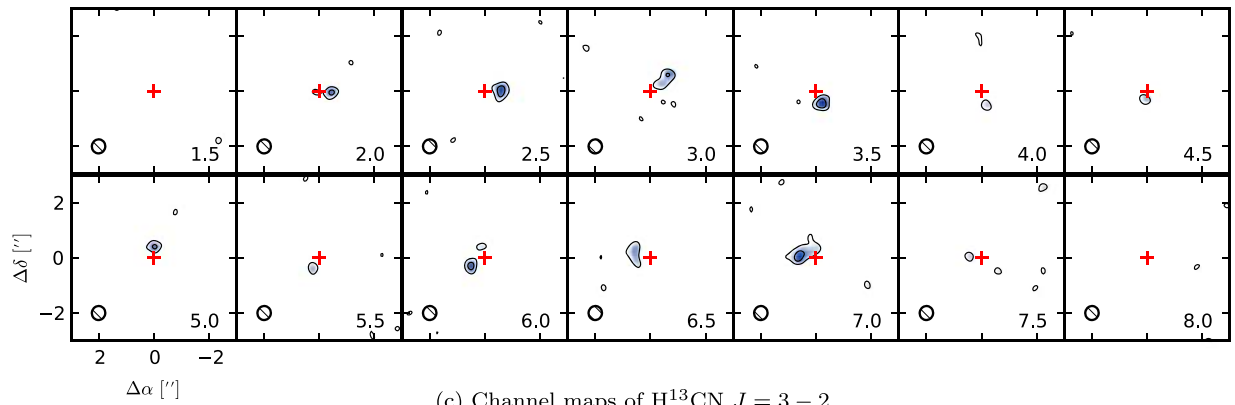 1.5 2.0 2.5 3.0 3.5 4.0 4.5
2
0
−2
Δδ [′′]
5.0 5.5 6.0 6.5 7.0 7.5 8.0
2 0 −2
Δα [′′]
(c) Channel maps of H¹³CN J = 3 − 2